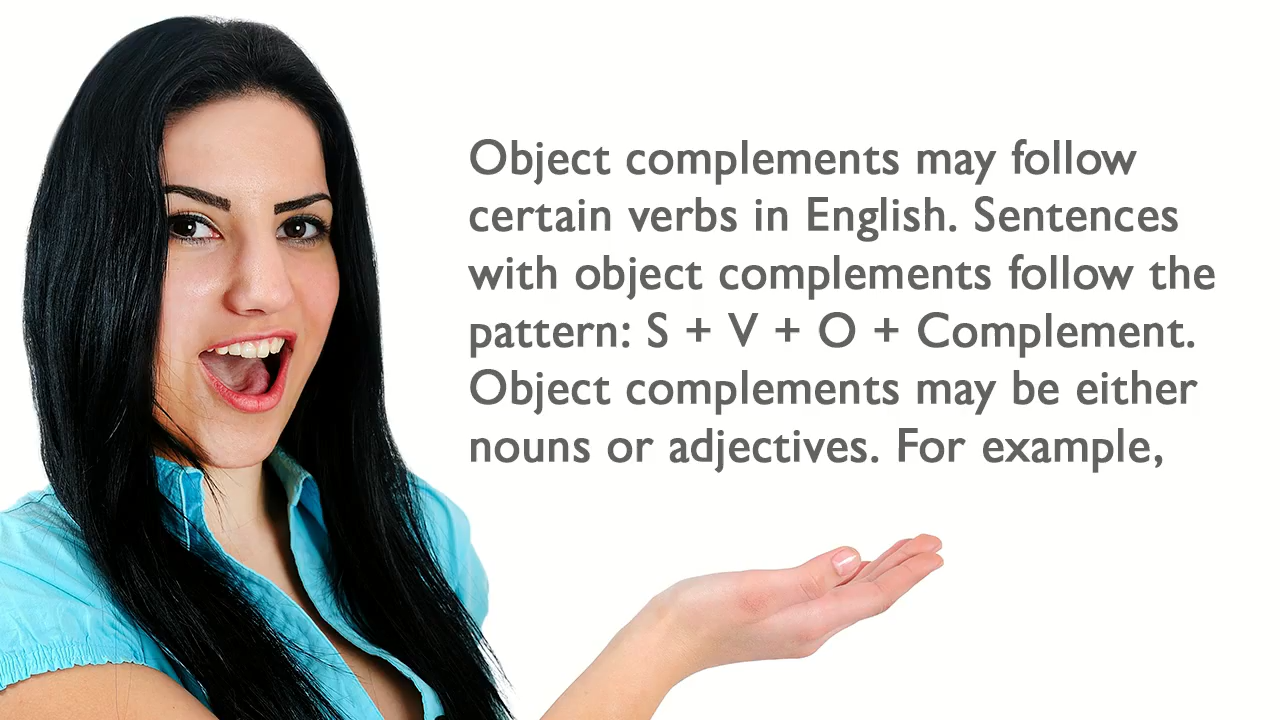 Object complements may follow
certain verbs in English. Sentences
with object complements follow the
pattern: S + V + O + Complement.
Object complements may be either
nouns or adjectives. For example,